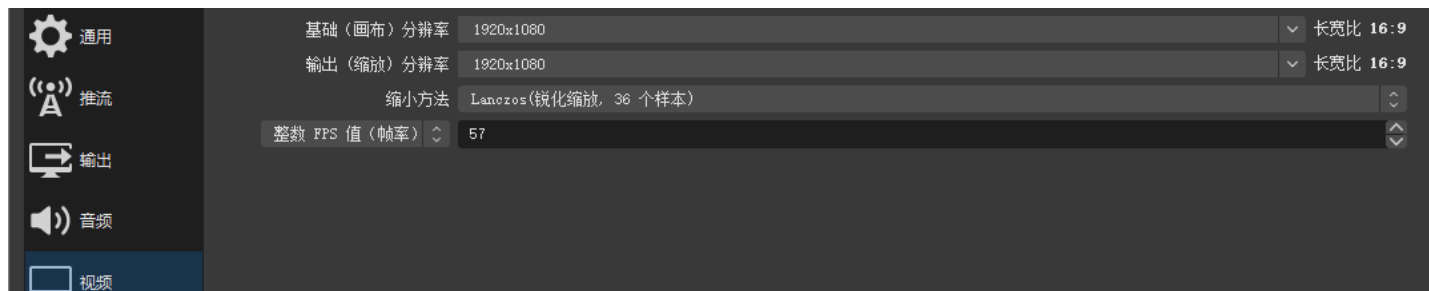 通用
推流
输出
音频
视频
基础（画布）分辨率 1920x1080 长宽比 16:9
输出（缩放）分辨率 1920x1080 长宽比 16:9
缩小方法 Lanczos(锐化缩放, 36 个样本)
整数 FPS 值（帧率） 57